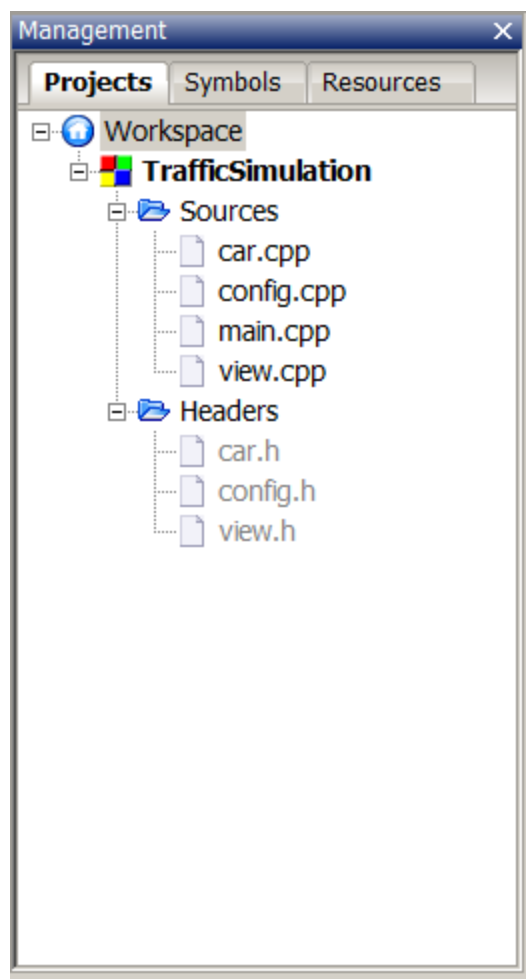 Management
Projects Symbols Resources
Workspace
TrafficSimulation
Sources
car.cpp
config.cpp
main.cpp
view.cpp
Headers
car.h
config.h
view.h